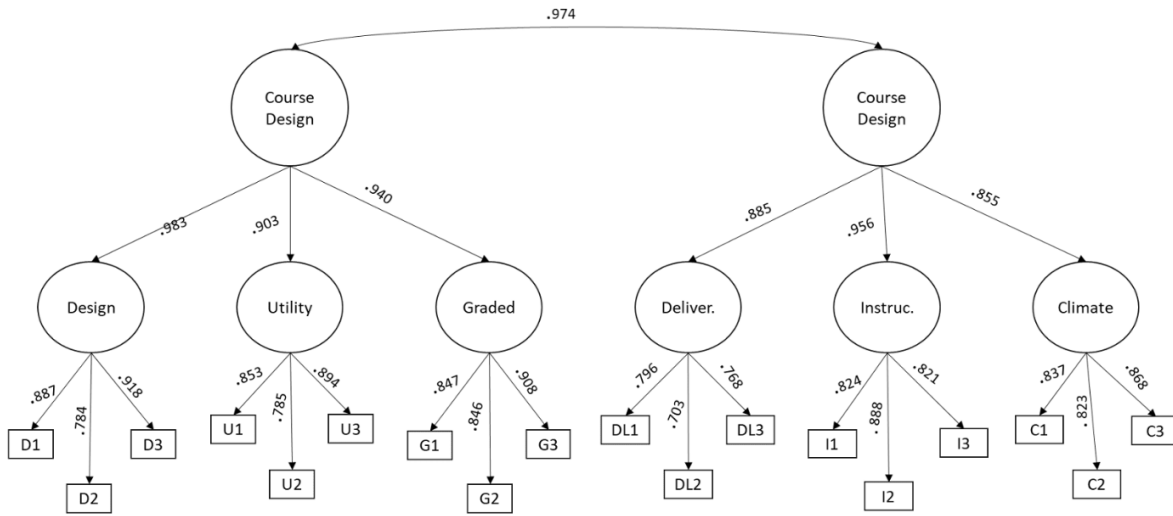 .974
Course
Design
Course
Design
.983
.903
.940
.885
.956
.855
Design
Utility
Graded
Deliver.
Instruc.
Climate
.887
.784
.918
.853
.785
.894
.847
.846
.908
.796
.703
.768
.824
.888
.821
.837
.823
.868
D1
D3
U1
U3
G1
G3
DL1
DL3
I1
I3
C1
C3
D2
U2
G2
DL2
I2
C2